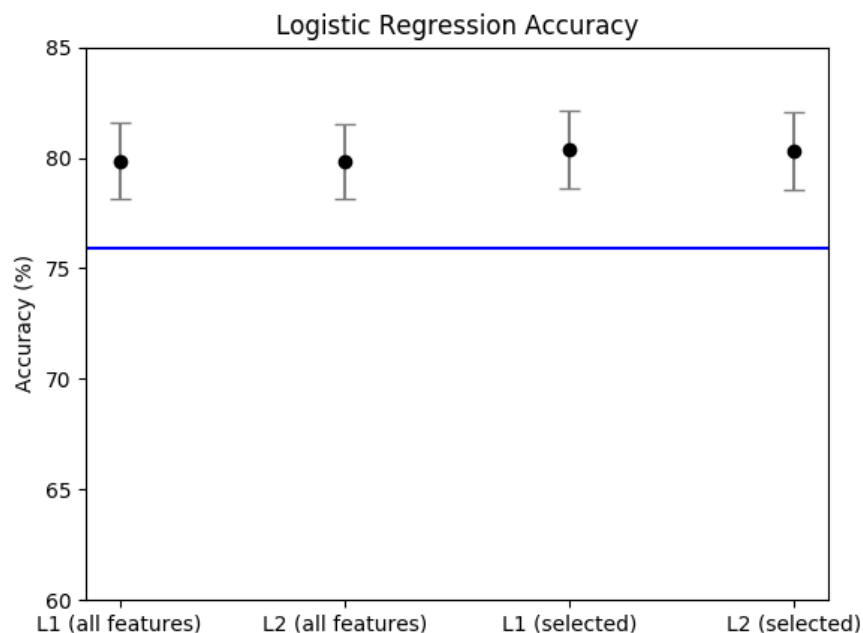 Logistic Regression Accuracy
85
80
75
70
65
60
Accuracy (%)
L1 (all features) L2 (all features) L1 (selected) L2 (selected)